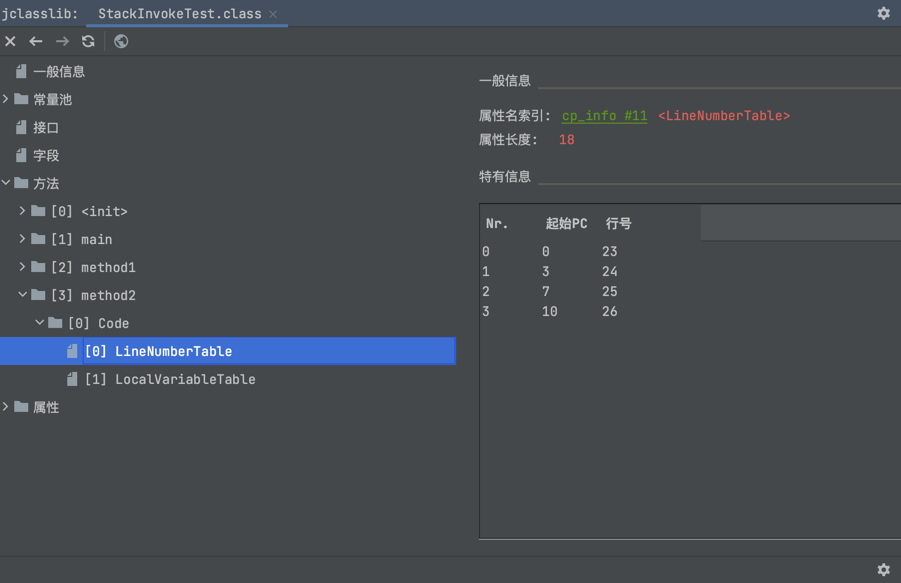 jclasslib: StackInvokeTest.class
一般信息
常量池
接口
字段
方法
[0] <init>
[1] main
[2] method1
[3] method2
[0] Code
[0] LineNumberTable
[1] LocalVariableTable
属性
一般信息
属性名索引: cp_info #11 <LineNumberTable>
属性长度: 18
特有信息
Nr. 起始PC 行号
0 0 23
1 3 24
2 7 25
3 10 26